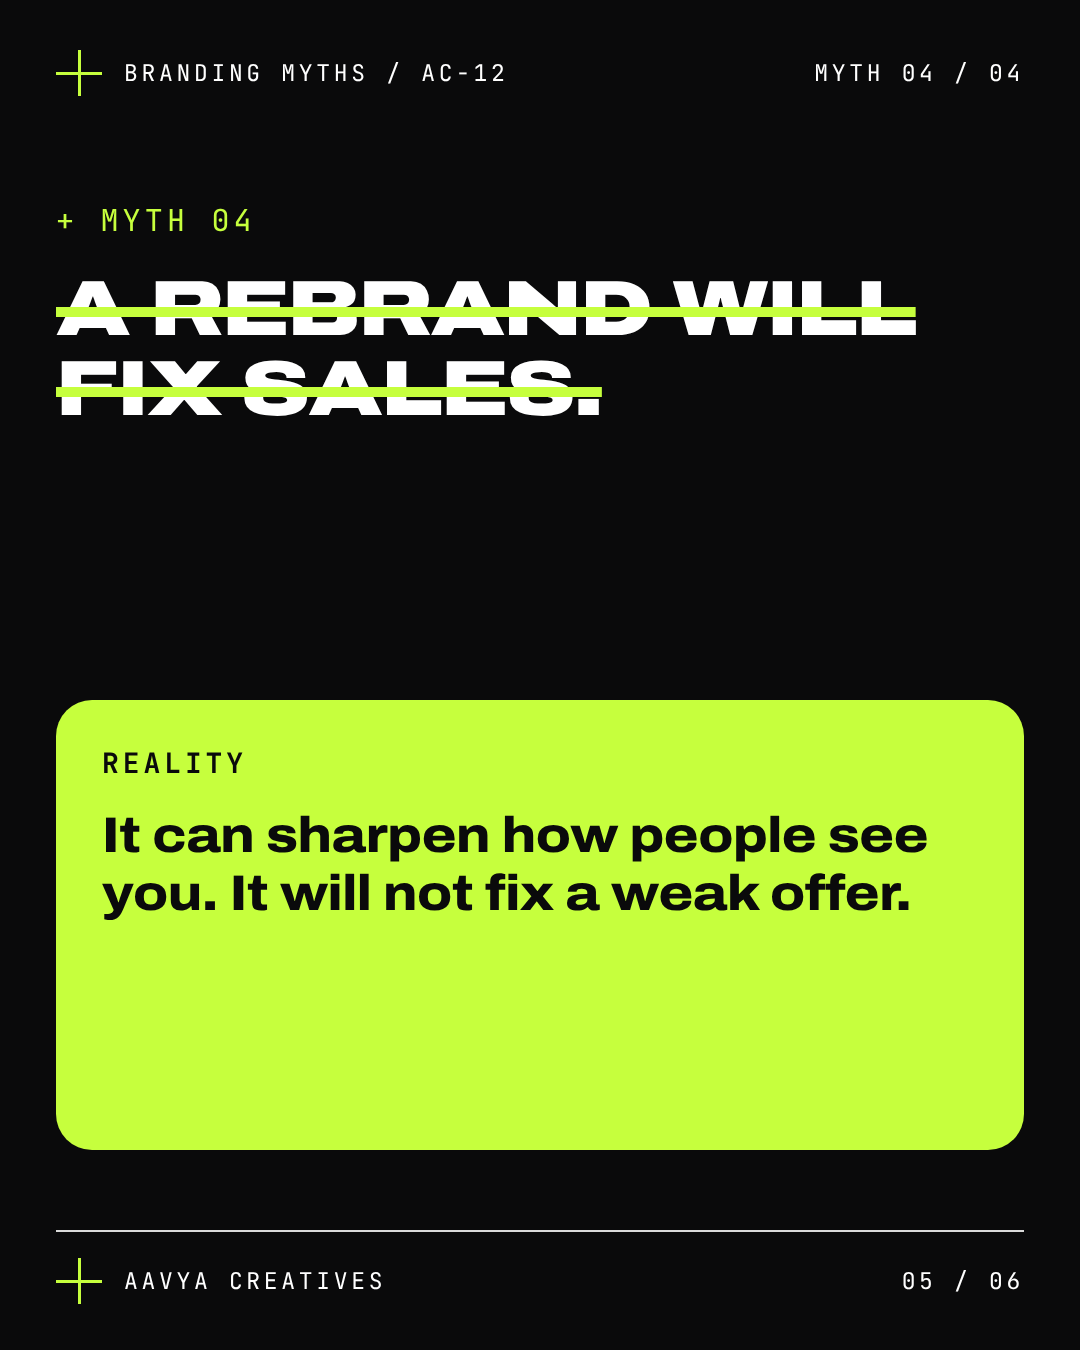 BRANDING MYTHS / AC-12
MYTH 04 / 04
+ MYTH 04
A REBRAND WILL
FIX SALES.
REALITY
It can sharpen how people see
you. It will not fix a weak offer.
AAVYA CREATIVES
05 / 06